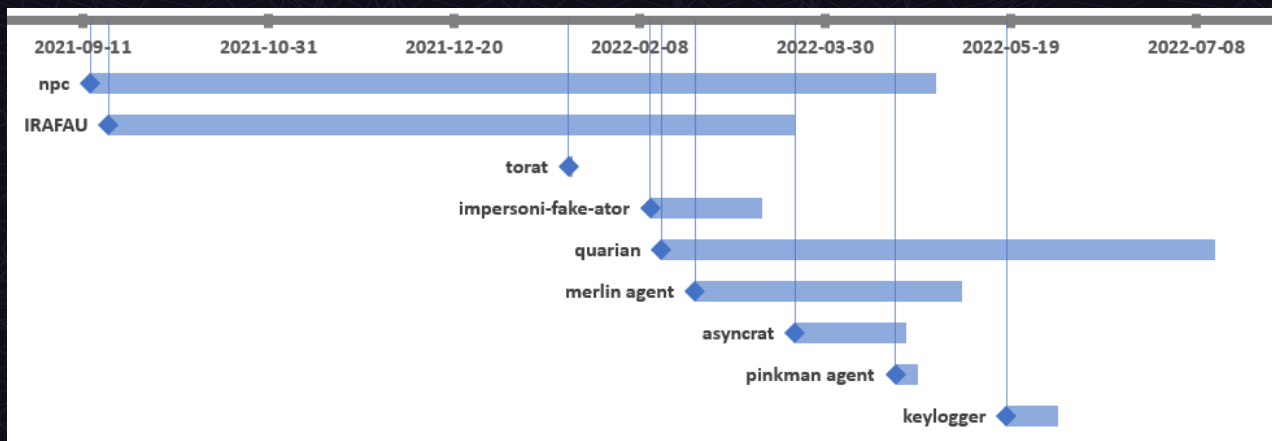 2021-09-11 2021-10-31 2021-12-20 2022-02-08 2022-03-30 2022-05-19 2022-07-08
npc
IRAFAU
torat
impersoni-fake-ator
quarian
merlin agent
asyncrat
pinkman agent
keylogger